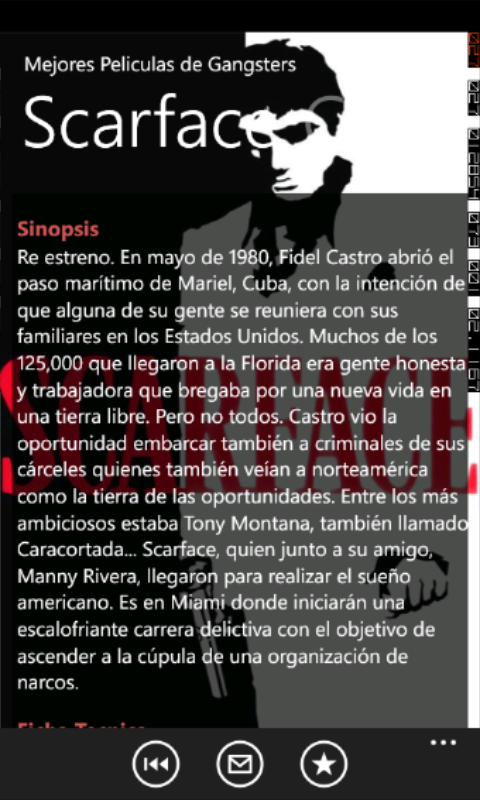 Mejores Peliculas de Gangsters
Scarface
Sinopsis
Re estreno. En mayo de 1980, Fidel Castro abrió el
paso marítimo de Mariel, Cuba, con la intención de
que alguna de su gente se reuniera con sus
familiares en los Estados Unidos. Muchos de los
125,000 que llegaron a la Florida era gente honesta
y trabajadora que bregaba por una nueva vida en
una tierra libre. Pero no todos. Castro vio la
oportunidad embarcar también a criminales de sus
cárceles quienes también veían a norteamérica
como la tierra de las oportunidades. Entre los más
ambiciosos estaba Tony Montana, también llamado
Caracortada... Scarface, quien junto a su amigo,
Manny Rivera, llegaron para realizar el sueño
americano. Es en Miami donde iniciarán una
escalofriante carrera delictiva con el objetivo de
ascender a la cúpula de una organización de
narcos.
SCARFACE